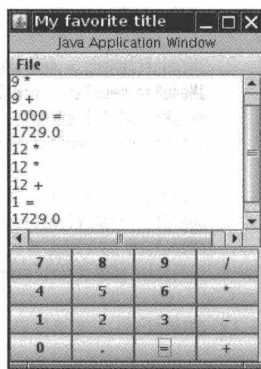 My favorite title
Java Application Window
File
9 *
9 +
1000 =
1729.0
12 *
12 *
12 +
1 =
1729.0
7 8 9 /
4 5 6 *
1 2 3 -
0 . = +